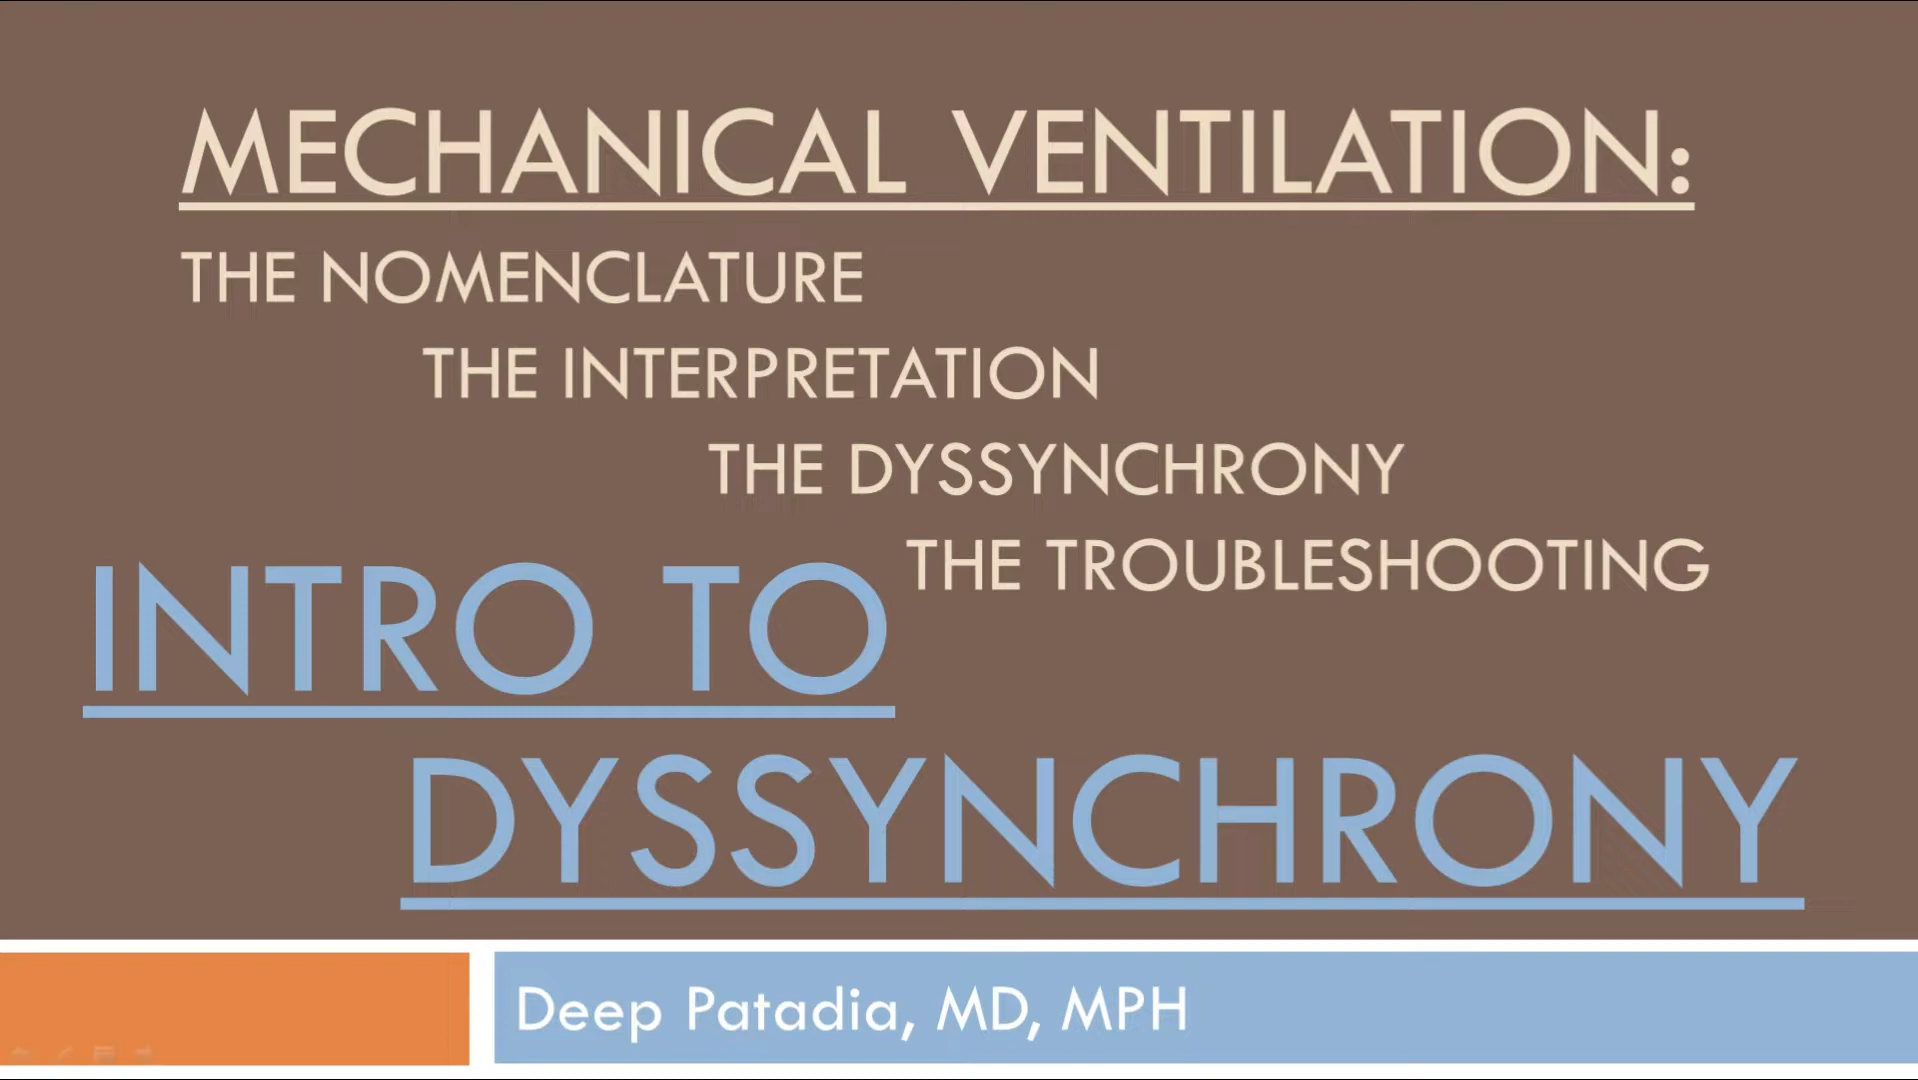 MECHANICAL VENTILATION:
THE NOMENCLATURE
THE INTERPRETATION
THE DYSSYNCHRONY
THE TROUBLESHOOTING
INTRO TO
DYSSYNCHRONY
Deep Patadia, MD, MPH